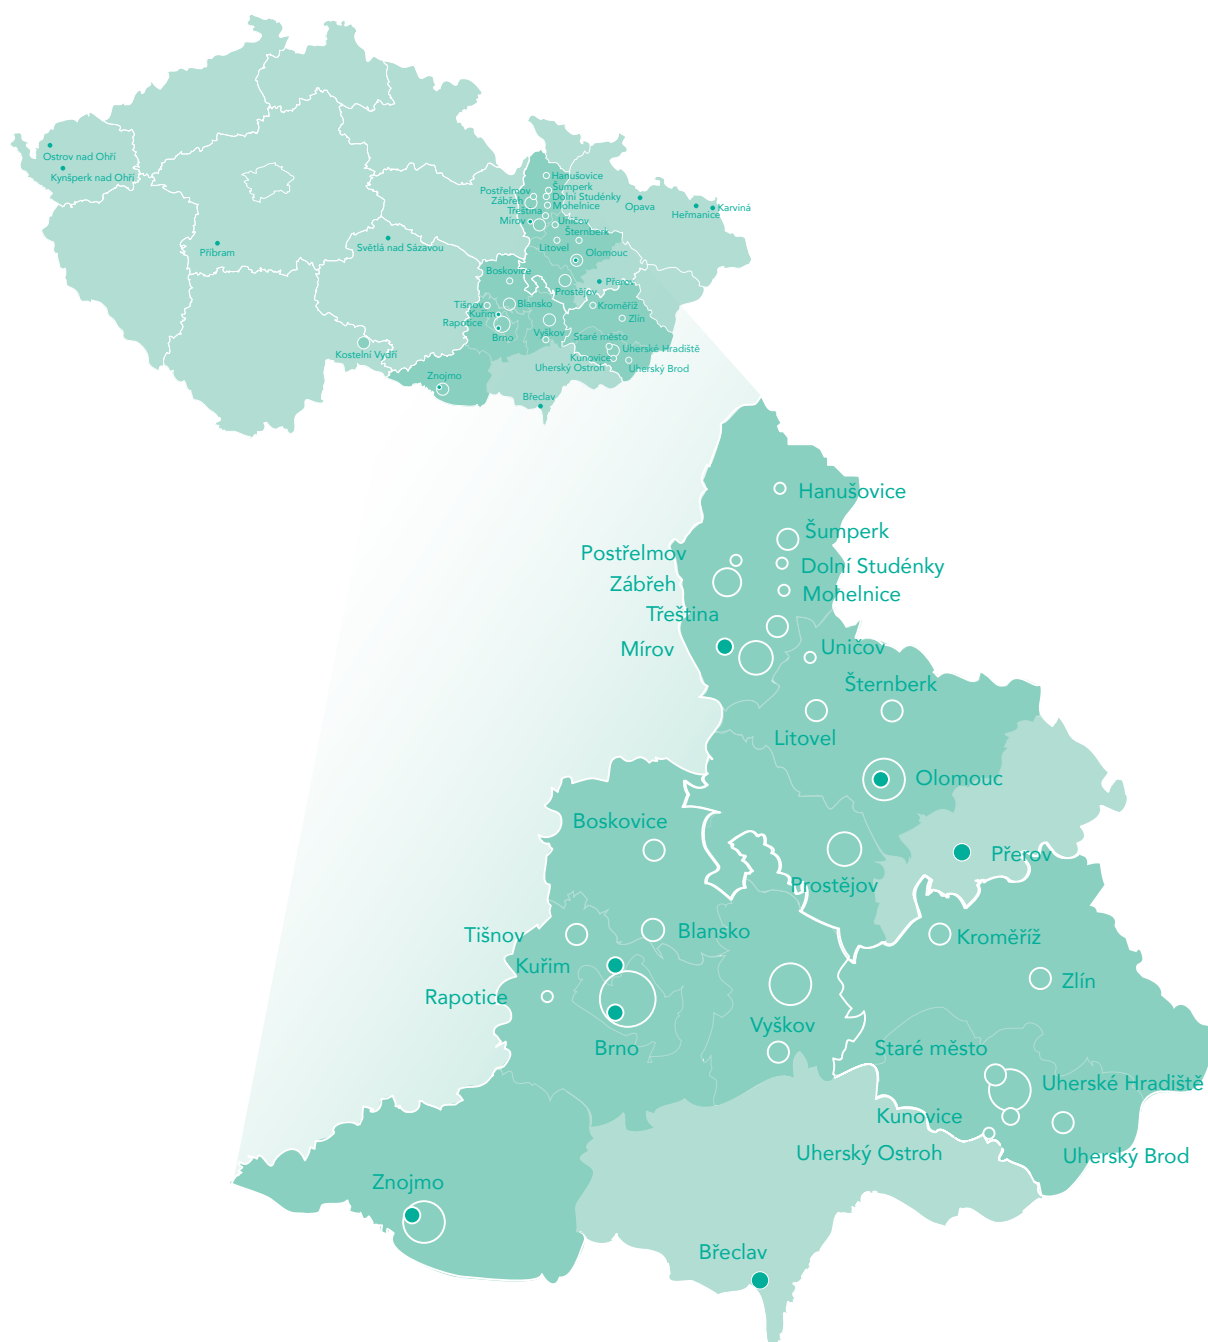 Ostrov nad Ohří
Kynšperk nad Ohří
Příbram
Světlá nad Sázavou
Kostelní Vydří
Hanušovice
Šumperk
Postřelmov
Dolní Studénky
Zábřeh
Mohelnice
Třeština
Mírov
Uničov
Šternberk
Litovel
Olomouc
Opava
Heřmanice
Karviná
Boskovice
Přerov
Prostějov
Tišnov
Blansko
Kuřim
Rapotice
Brno
Vyškov
Kroměříž
Zlín
Staré město
Uherské Hradiště
Kunovice
Uherský Ostroh
Uherský Brod
Znojmo
Břeclav
Hanušovice
Šumperk
Postřelmov
Dolní Studénky
Zábřeh
Mohelnice
Třeština
Mírov
Uničov
Šternberk
Litovel
Olomouc
Boskovice
Přerov
Prostějov
Tišnov
Blansko
Kroměříž
Kuřim
Zlín
Rapotice
Vyškov
Brno
Staré město
Uherské Hradiště
Kunovice
Uherský Ostroh
Uherský Brod
Znojmo
Břeclav